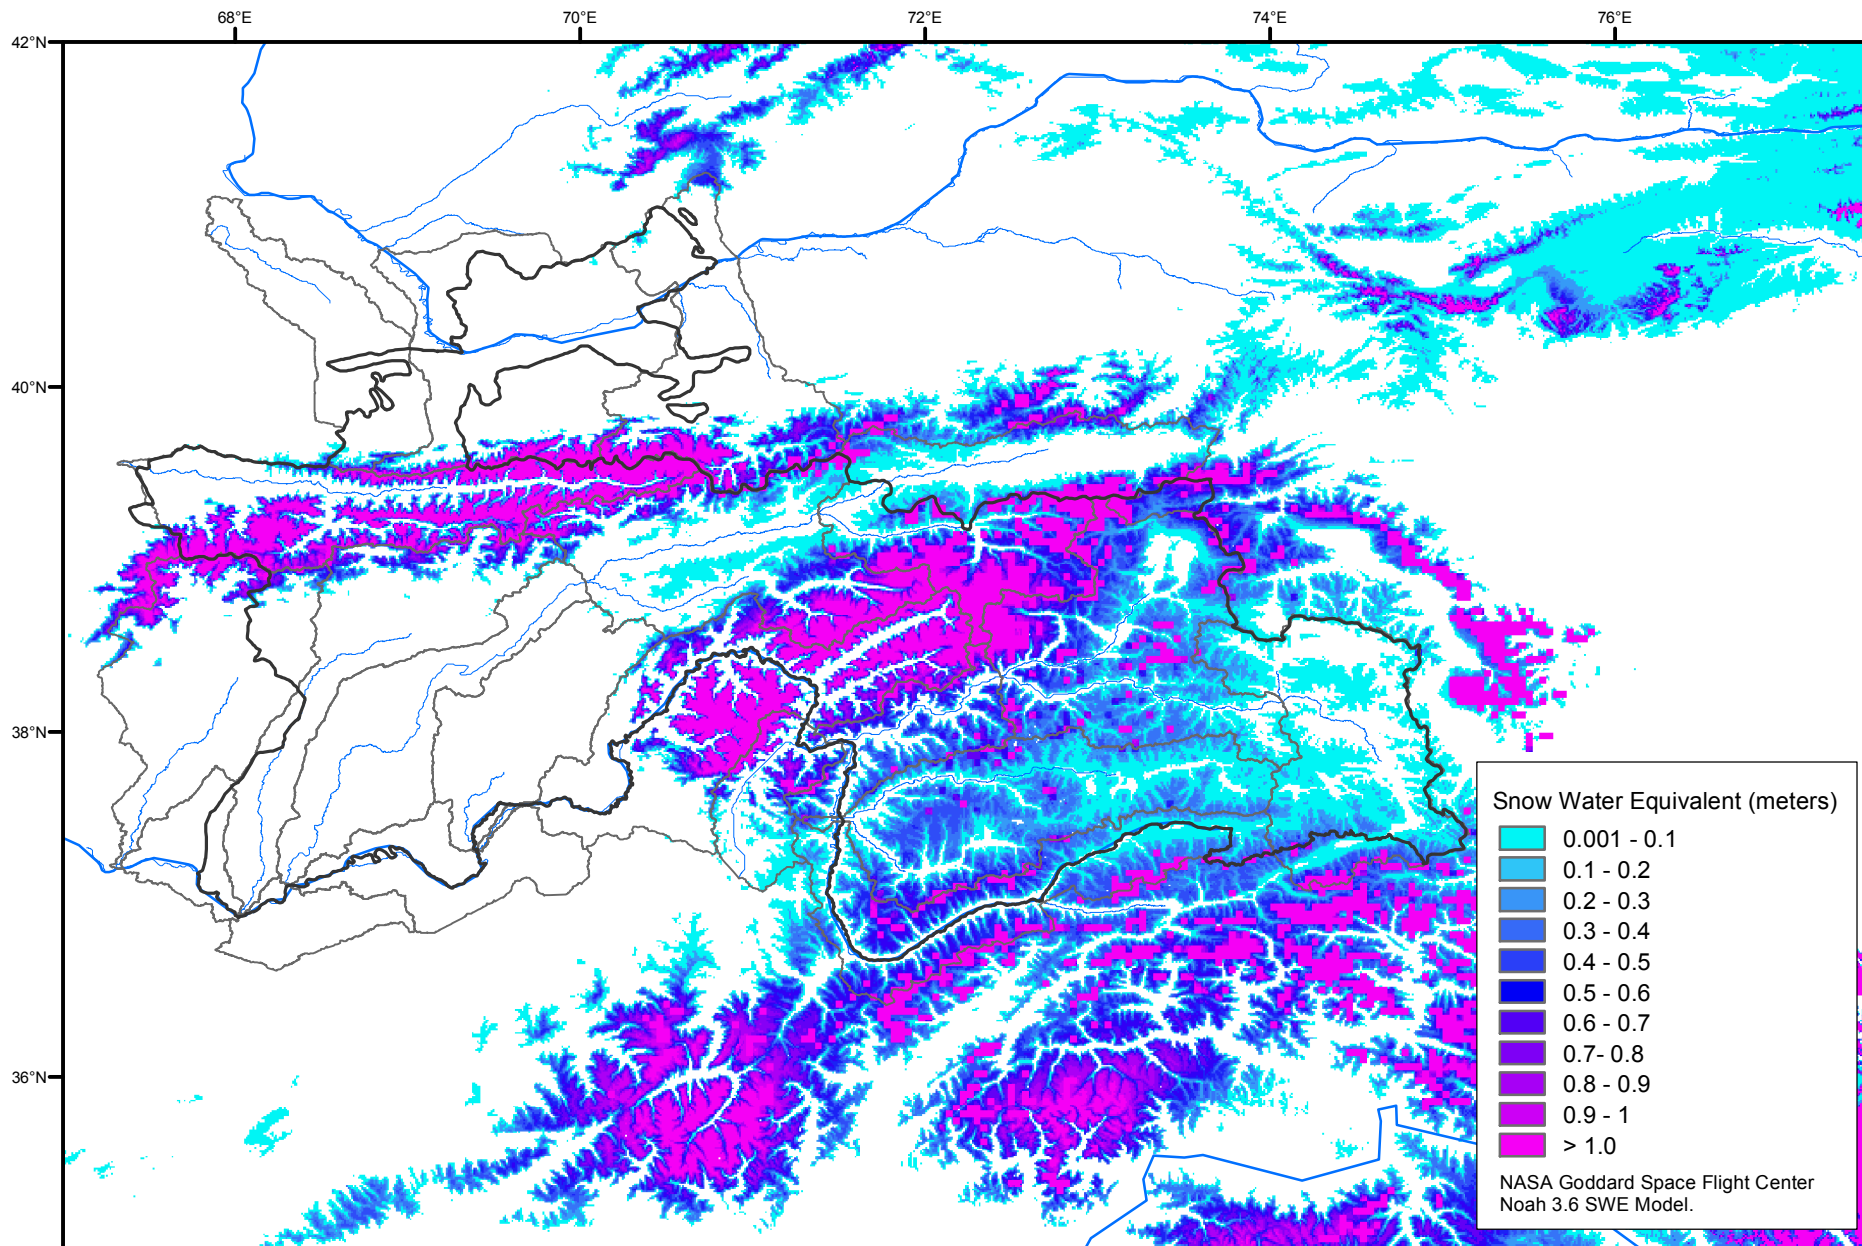 68°E
70°E
72°E
74°E
76°E
42°N
40°N
38°N
36°N
Snow Water Equivalent (meters)
0.001 - 0.1
0.1 - 0.2
0.2 - 0.3
0.3 - 0.4
0.4 - 0.5
0.5 - 0.6
0.6 - 0.7
0.7- 0.8
0.8 - 0.9
0.9 - 1
> 1.0
NASA Goddard Space Flight Center
Noah 3.6 SWE Model.